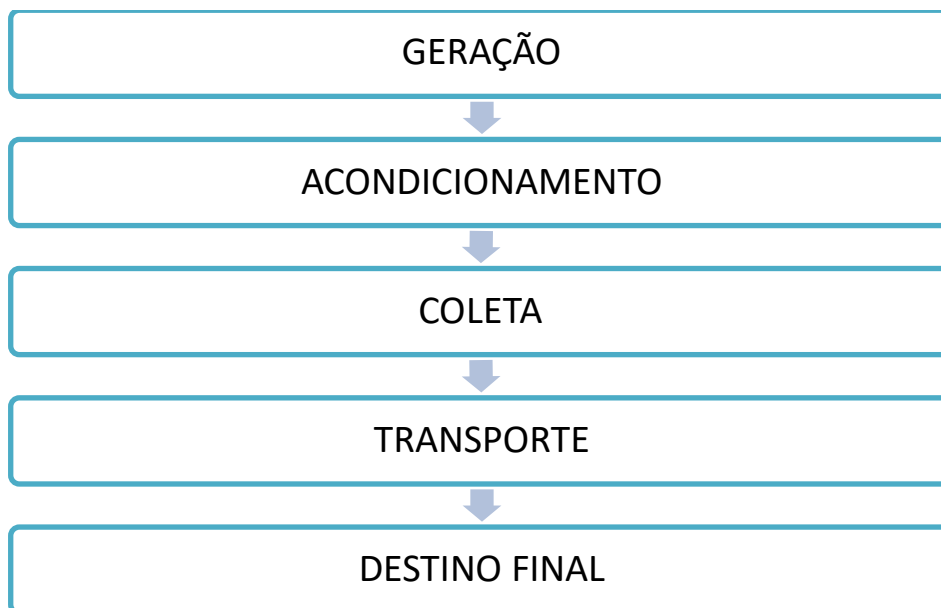 GERAÇÃO
ACONDICIONAMENTO
COLETA
TRANSPORTE
DESTINO FINAL